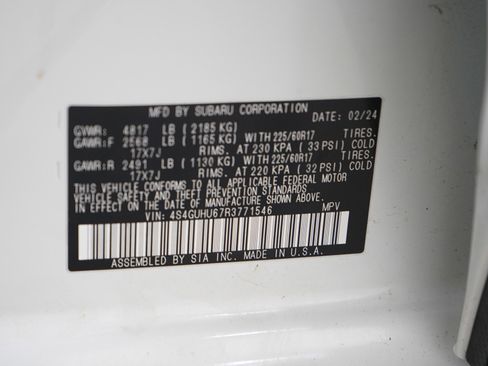 MFD BY SUBARU CORPORATION DATE: 02/24
GVWR: 4817 LB (2185 KG)
GAWR:F 2568 LB (1165 KG) WITH 225/60R17 TIRES.
17X7J RIMS. AT 230 KPA (33 PSI) COLD
GAWR:R 2491 LB (1130 KG) WITH 225/60R17 TIRES.
17X7J RIMS. AT 220 KPA (32 PSI) COLD
THIS VEHICLE CONFORMS TO ALL APPLICABLE FEDERAL MOTOR
VEHICLE SAFETY AND THEFT PREVENTION STANDARDS
IN EFFECT ON THE DATE OF MANUFACTURE SHOWN ABOVE.
VIN: 4S4GUHU67R3771546 MPV
ASSEMBLED BY SIA INC. MADE IN U.S.A.